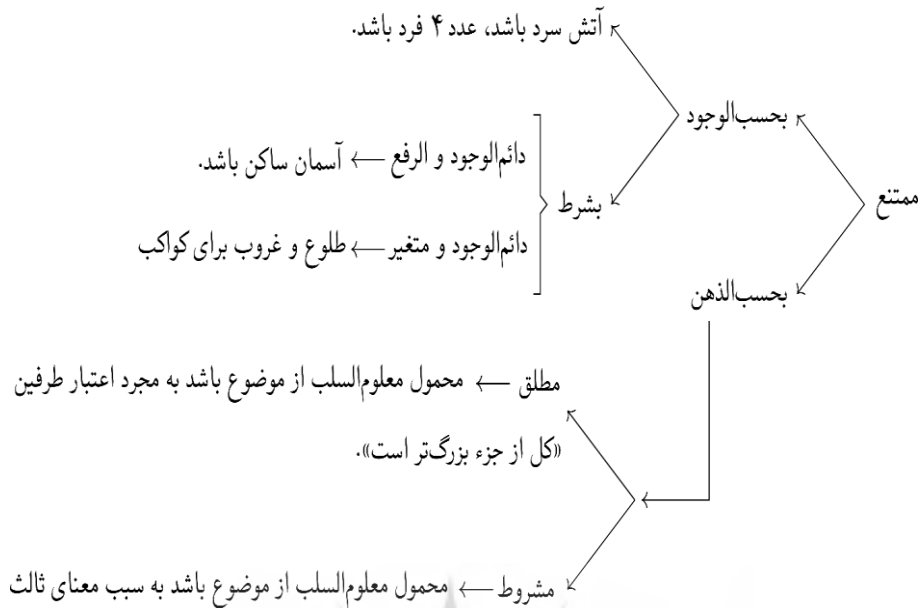 آتش سرد باشد، عدد ۴ فرد باشد.
بحسب‌الوجود
دائم‌الوجود و الرفع ← آسمان ساکن باشد.
ممتنع
بشرط
دائم‌الوجود و متغیر ← طلوع و غروب برای کواکب
بحسب‌الذهن
مطلق ← محمول معلوم‌السلب از موضوع باشد به مجرد اعتبار طرفین
«کل از جزء بزرگ‌تر است».
مشروط ← محمول معلوم‌السلب از موضوع باشد به سبب معنای ثالث